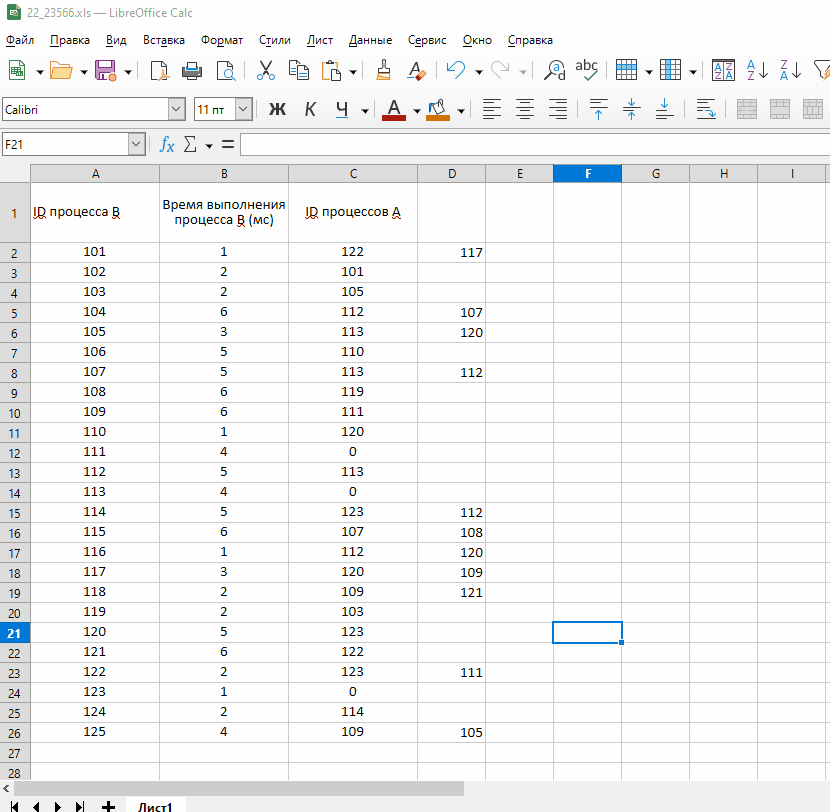 22_23566.xls — LibreOffice Calc
Файл Правка Вид Вставка Формат Стили Лист Данные Сервис Окно Справка
Calibri 11 пт Ж К Ч А
F21 fx Σ =
A B C D E F G H I
1 ID процесса B Время выполнения процесса B (мс) ID процессов A
2 101 1 122 117
3 102 2 101
4 103 2 105
5 104 6 112 107
6 105 3 113 120
7 106 5 110
8 107 5 113 112
9 108 6 119
10 109 6 111
11 110 1 120
12 111 4 0
13 112 5 113
14 113 4 0
15 114 5 123 112
16 115 6 107 108
17 116 1 112 120
18 117 3 120 109
19 118 2 109 121
20 119 2 103
21 120 5 123
22 121 6 122
23 122 2 123 111
24 123 1 0
25 124 2 114
26 125 4 109 105
27
28
Лист1